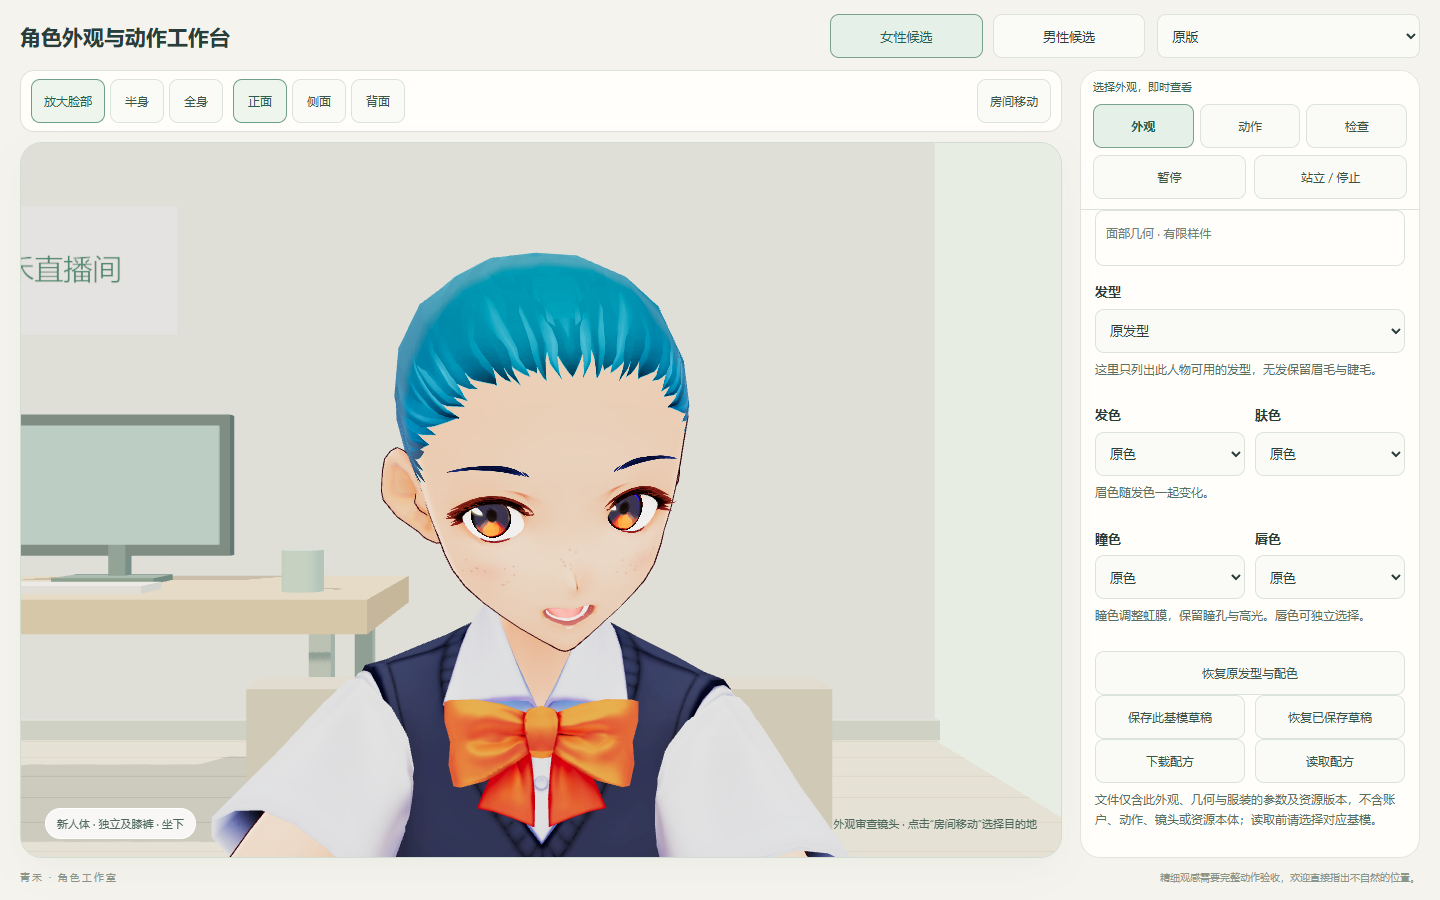 角色外观与动作工作台
女性候选
男性候选
原版
放大脸部
半身
全身
正面
侧面
背面
房间移动
选择外观，即时查看
外观
动作
检查
暂停
站立 / 停止
面部几何 · 有限样件
发型
原发型
这里只列出此人物可用的发型，无发保留眉毛与睫毛。
发色
肤色
原色
原色
眉色随发色一起变化。
瞳色
唇色
原色
原色
瞳色调整虹膜，保留瞳孔与高光。唇色可独立选择。
恢复原发型与配色
保存此基模草稿
恢复已保存草稿
下载配方
读取配方
文件仅含此外观、几何与服装的参数及资源版本，不含账
户、动作、镜头或资源本体；读取前请选择对应基模。
直播间
新人体 · 独立及膝裤 · 坐下
外观审查镜头 · 点击“房间移动”选择目的地
青禾 · 角色工作室
精细观感需要完整动作验收，欢迎直接指出不自然的位置。